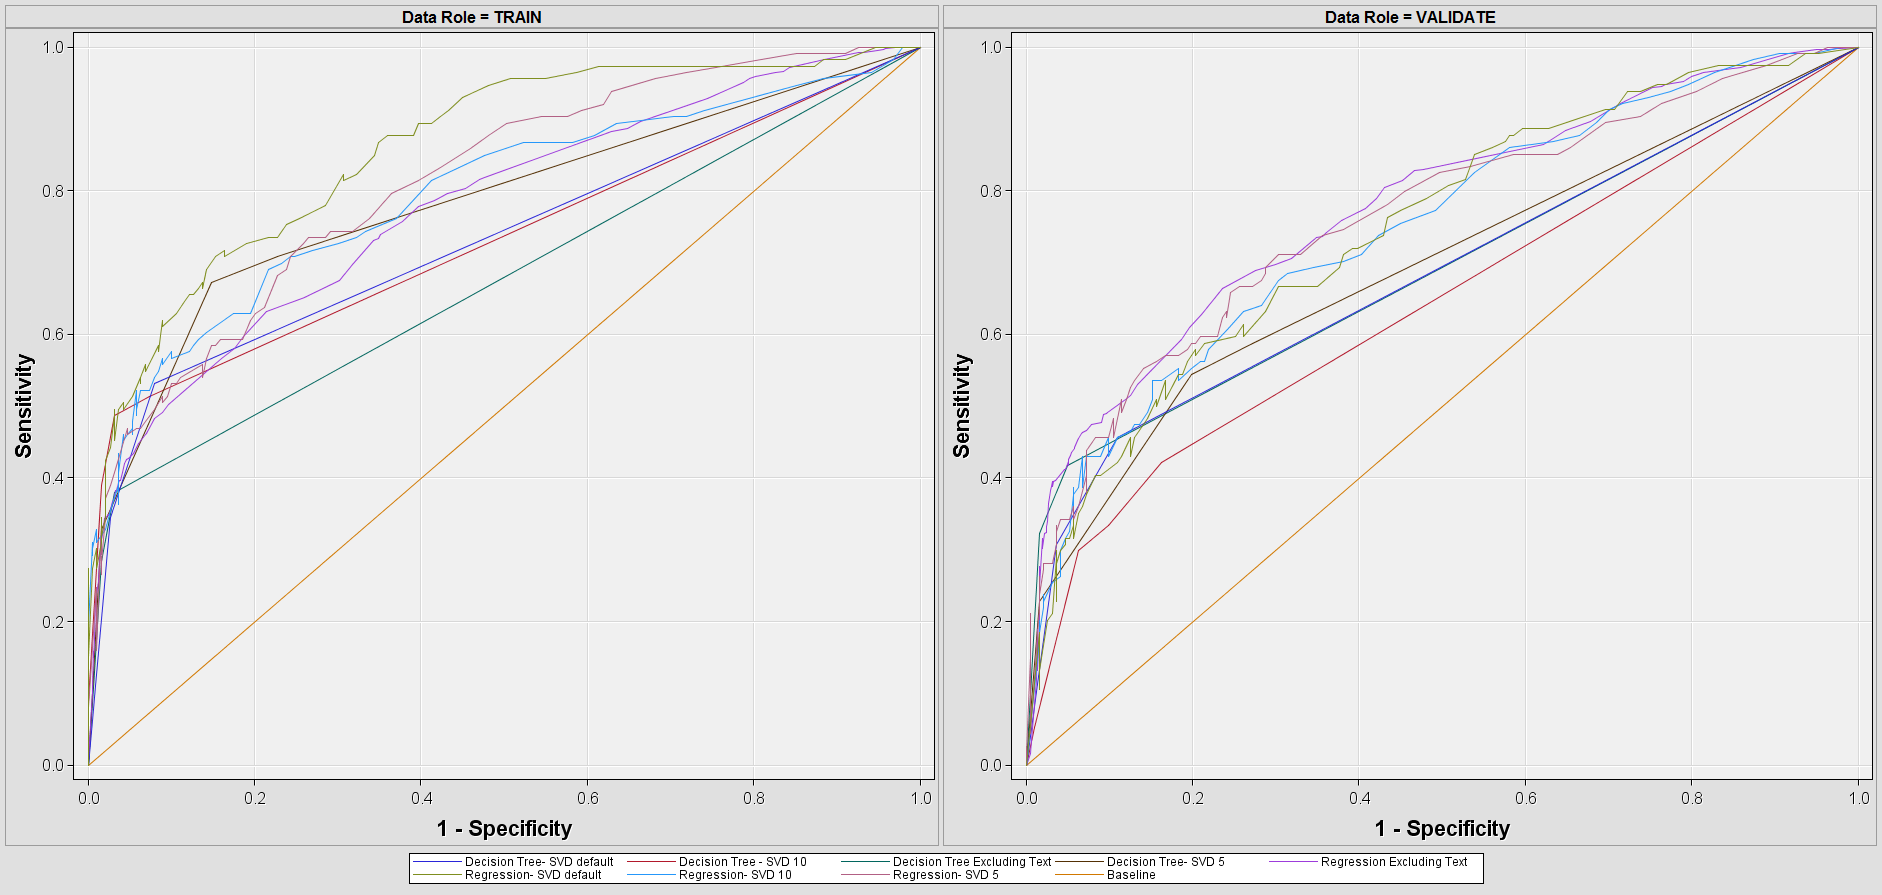 Data Role = TRAIN
Data Role = VALIDATE
1.0
0.8
0.6
0.4
0.2
0.0
Sensitivity
0.0 0.2 0.4 0.6 0.8 1.0
1 - Specificity
1.0
0.8
0.6
0.4
0.2
0.0
Sensitivity
0.0 0.2 0.4 0.6 0.8 1.0
1 - Specificity
Decision Tree- SVD default Decision Tree - SVD 10 Decision Tree Excluding Text Decision Tree- SVD 5 Regression Excluding Text
Regression- SVD default Regression- SVD 10 Regression- SVD 5 Baseline